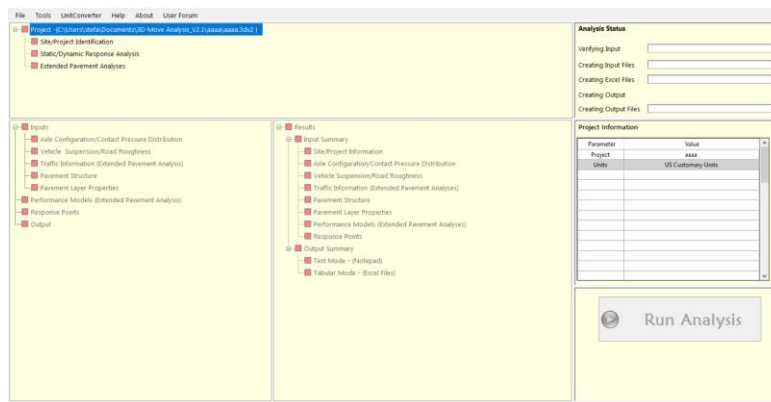 File Tools UnitConverter Help About User Forum
Project -(C:\Users\stefa\Documents\3D-Move Analysis_V2.1\aaaa\aaaa.3dv2 )
Site/Project Identification
Static/Dynamic Response Analysis
Extended Pavement Analyses
Analysis Status
Verifying Input
Creating Input Files
Creating Excel Files
Creating Output
Creating Output Files
Inputs
Axle Configuration/Contact Pressure Distribution
Vehicle Suspension/Road Roughness
Traffic Information (Extended Pavement Analysis)
Pavement Structure
Pavement Layer Properties
Performance Models (Extended Pavement Analysis)
Response Points
Output
Results
Input Summary
Site/Project Information
Axle Configuration/Contact Pressure Distribution
Vehicle Suspension/Road Roughness
Traffic Information (Extended Pavement Analyses)
Pavement Structure
Pavement Layer Properties
Performance Models (Extended Pavement Analyses)
Response Points
Output Summary
Text Mode - (Notepad)
Tabular Mode - (Excel Files)
Project Information
Parameter Value
Project aaaa
Units US Customary Units
Run Analysis